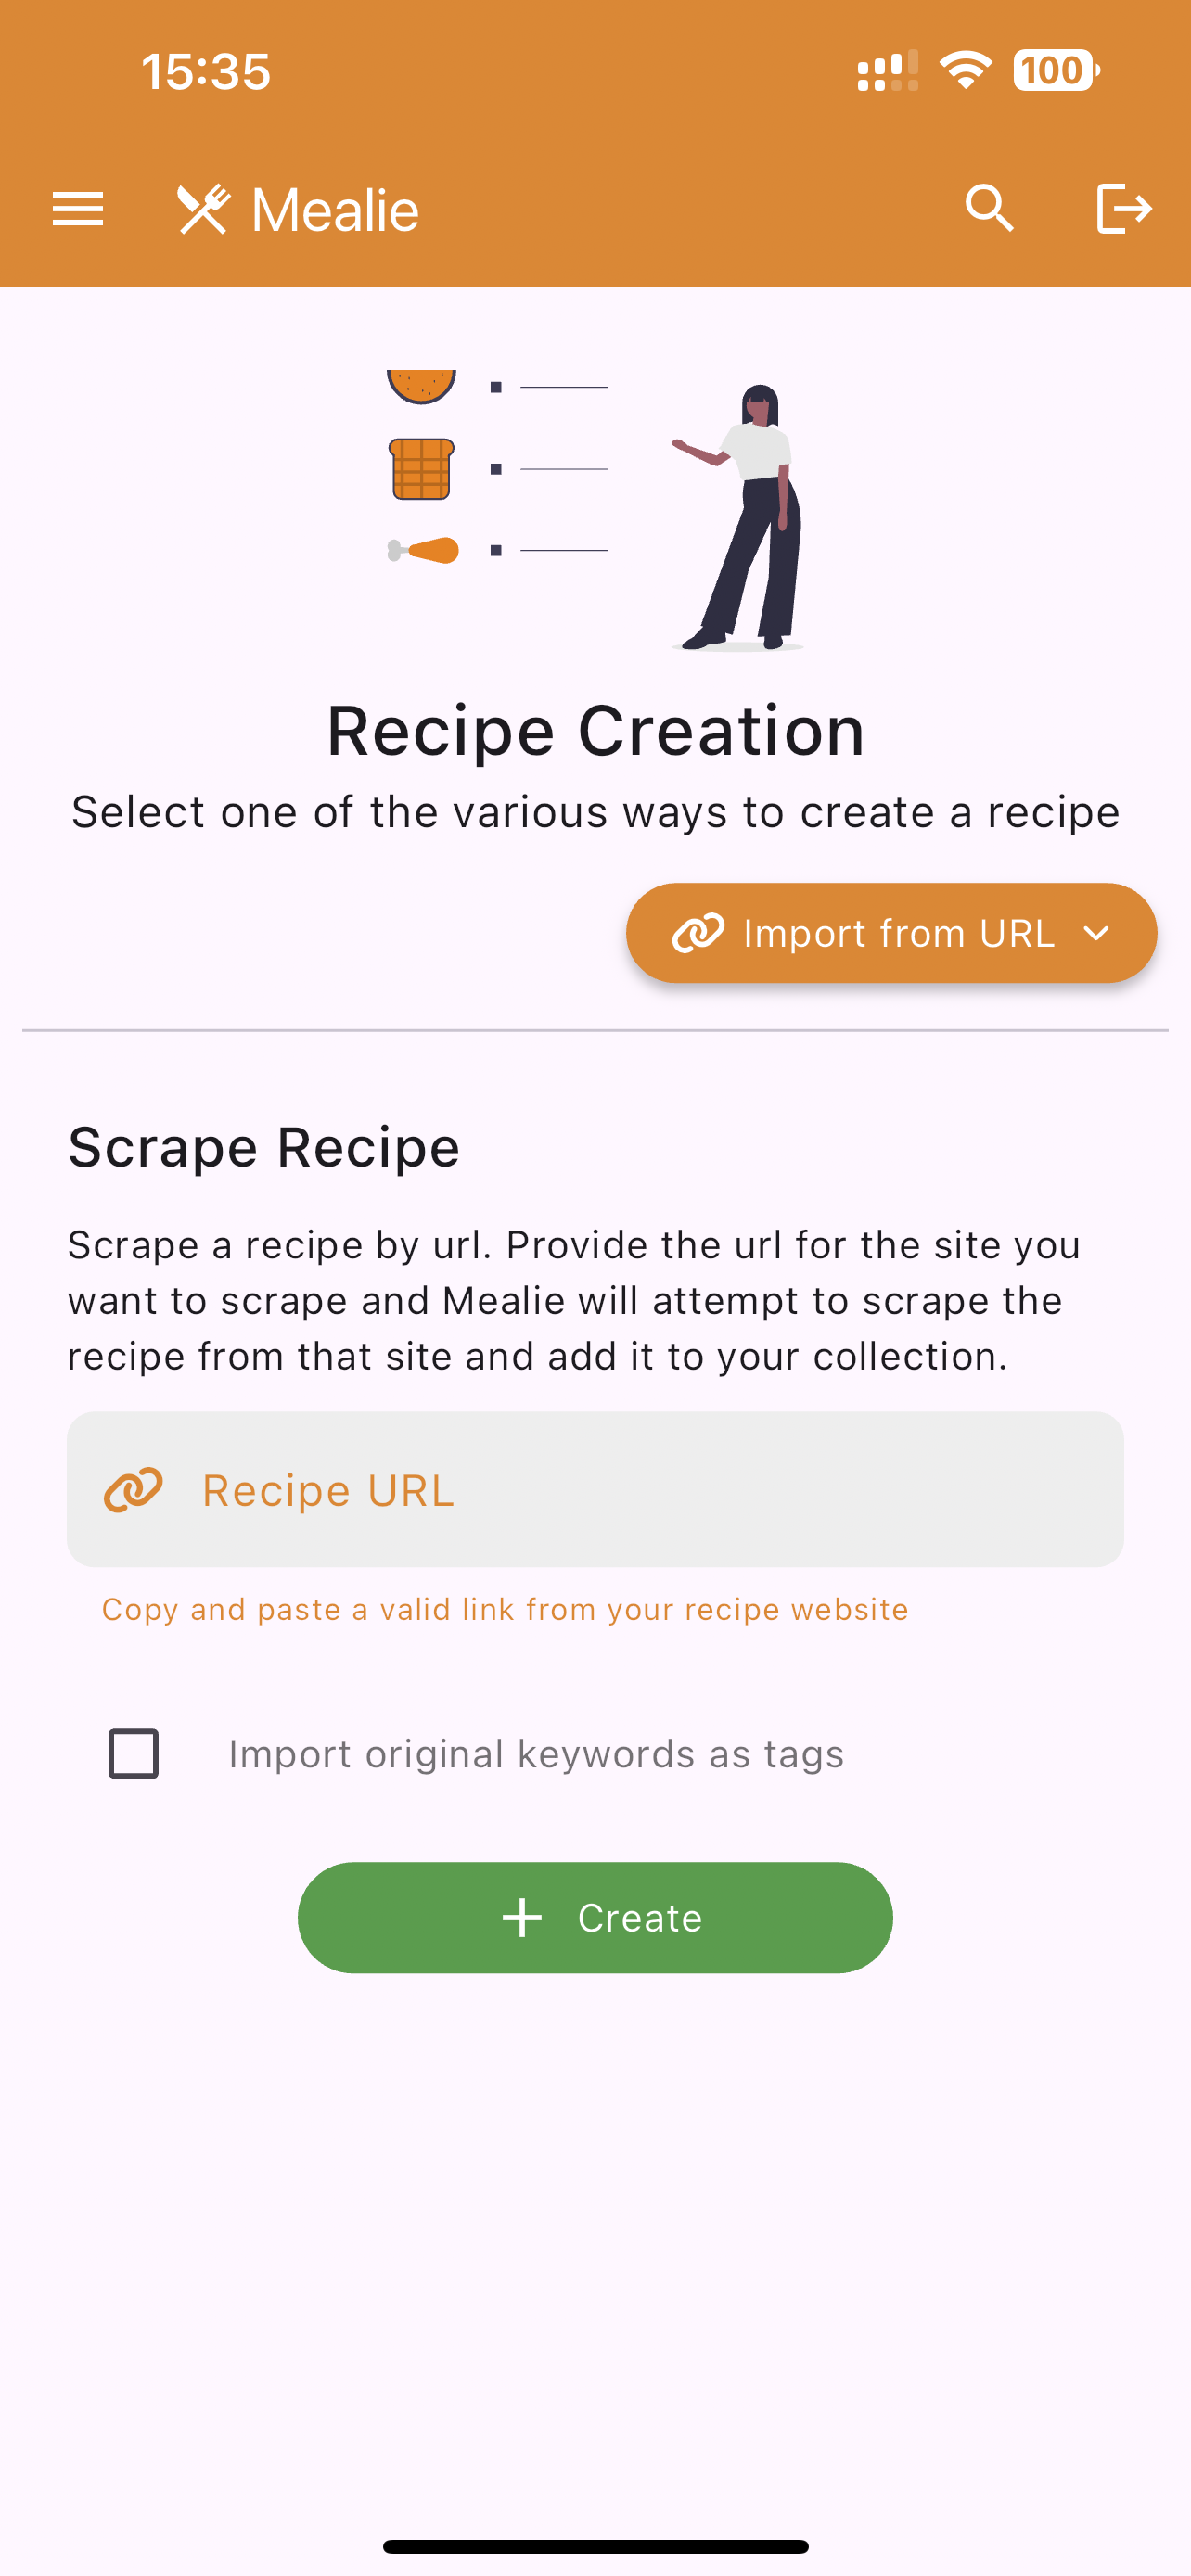 15:35
100
Mealie
Recipe Creation
Select one of the various ways to create a recipe
Import from URL
Scrape Recipe
Scrape a recipe by url. Provide the url for the site you
want to scrape and Mealie will attempt to scrape the
recipe from that site and add it to your collection.
Recipe URL
Copy and paste a valid link from your recipe website
Import original keywords as tags
Create